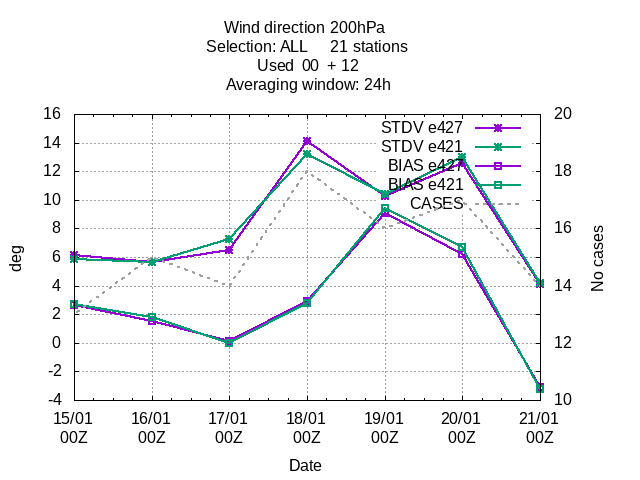 Wind direction 200hPa
Selection: ALL 21 stations
Used 00 + 12
Averaging window: 24h
16 20
14
12 18
10
8 16
6
4 14
2
0 12
-2
-4 10
deg
No cases
STDV e427
STDV e421
BIAS e427
BIAS e421
CASES
15/01 16/01 17/01 18/01 19/01 20/01 21/01
00Z 00Z 00Z 00Z 00Z 00Z 00Z
Date